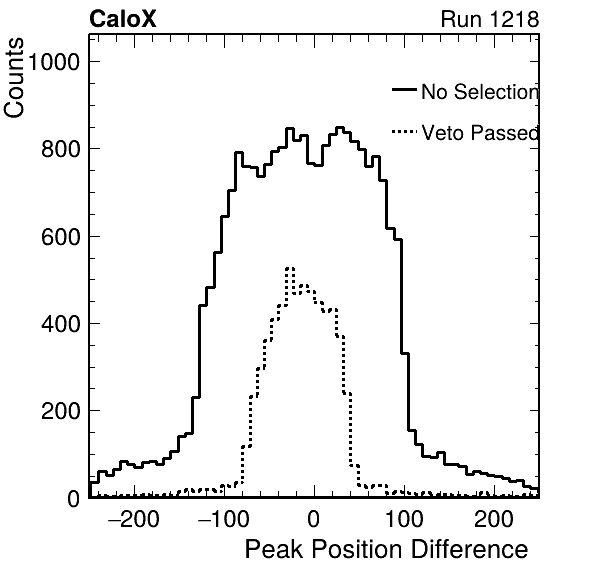 CaloX Run 1218
Counts
1000
800
600
400
200
0
No Selection
Veto Passed
−200 −100 0 100 200
Peak Position Difference